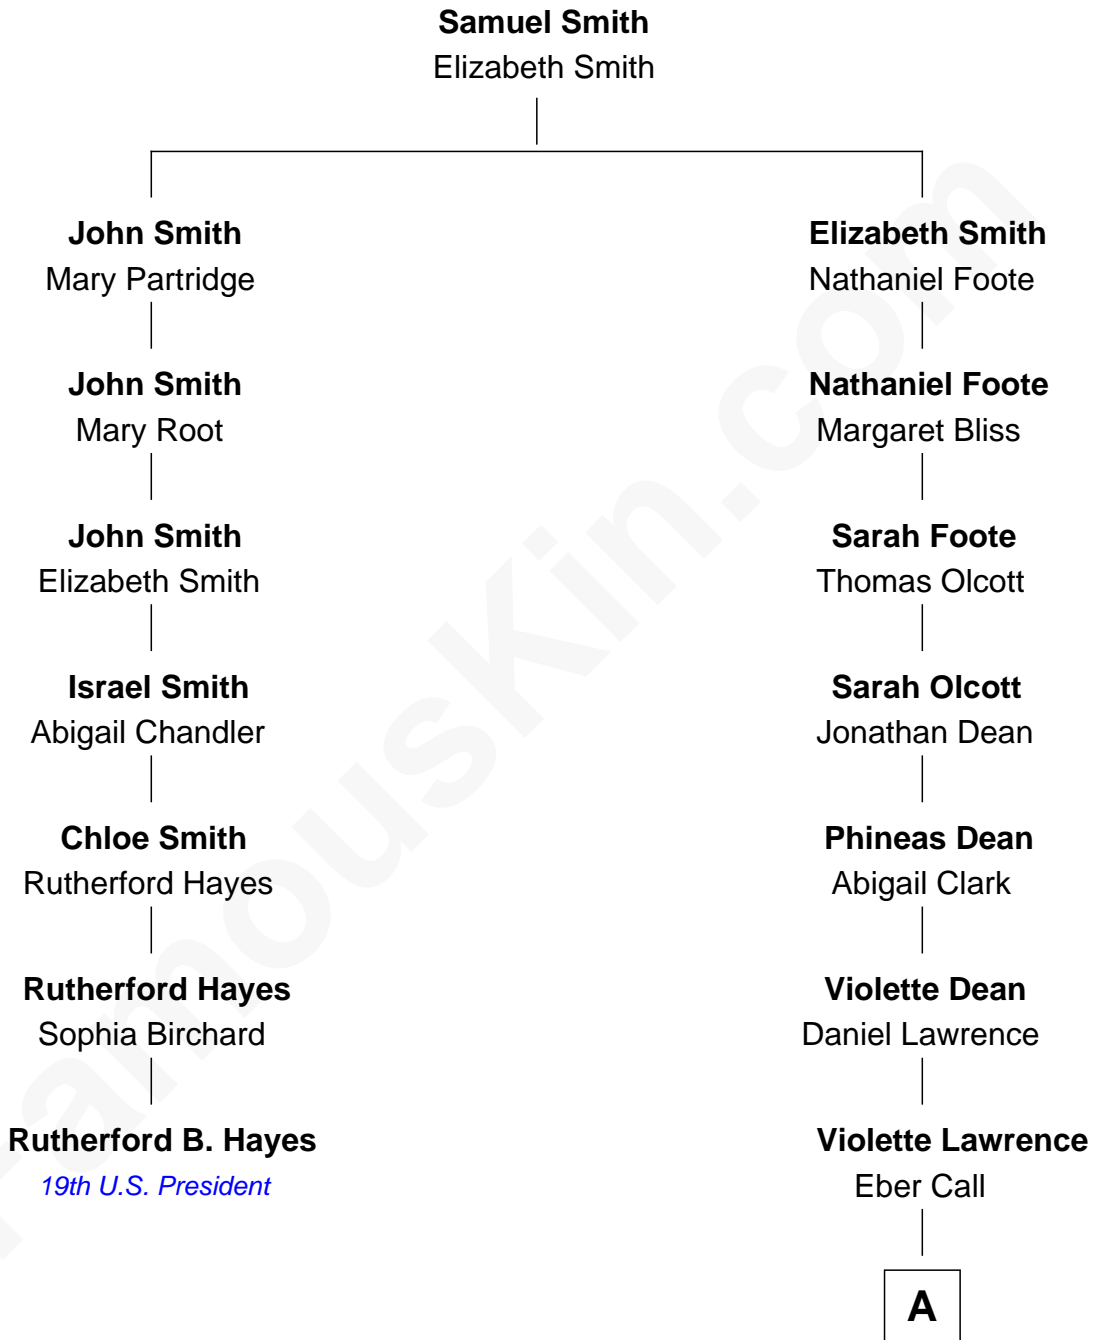 Samuel Smith
Elizabeth Smith
John Smith
Mary Partridge
Elizabeth Smith
Nathaniel Foote
John Smith
Mary Root
Nathaniel Foote
Margaret Bliss
John Smith
Elizabeth Smith
Sarah Foote
Thomas Olcott
Israel Smith
Abigail Chandler
Sarah Olcott
Jonathan Dean
Chloe Smith
Rutherford Hayes
Phineas Dean
Abigail Clark
Rutherford Hayes
Sophia Birchard
Violette Dean
Daniel Lawrence
Rutherford B. Hayes
19th U.S. President
Violette Lawrence
Eber Call
A
FamousKin.com